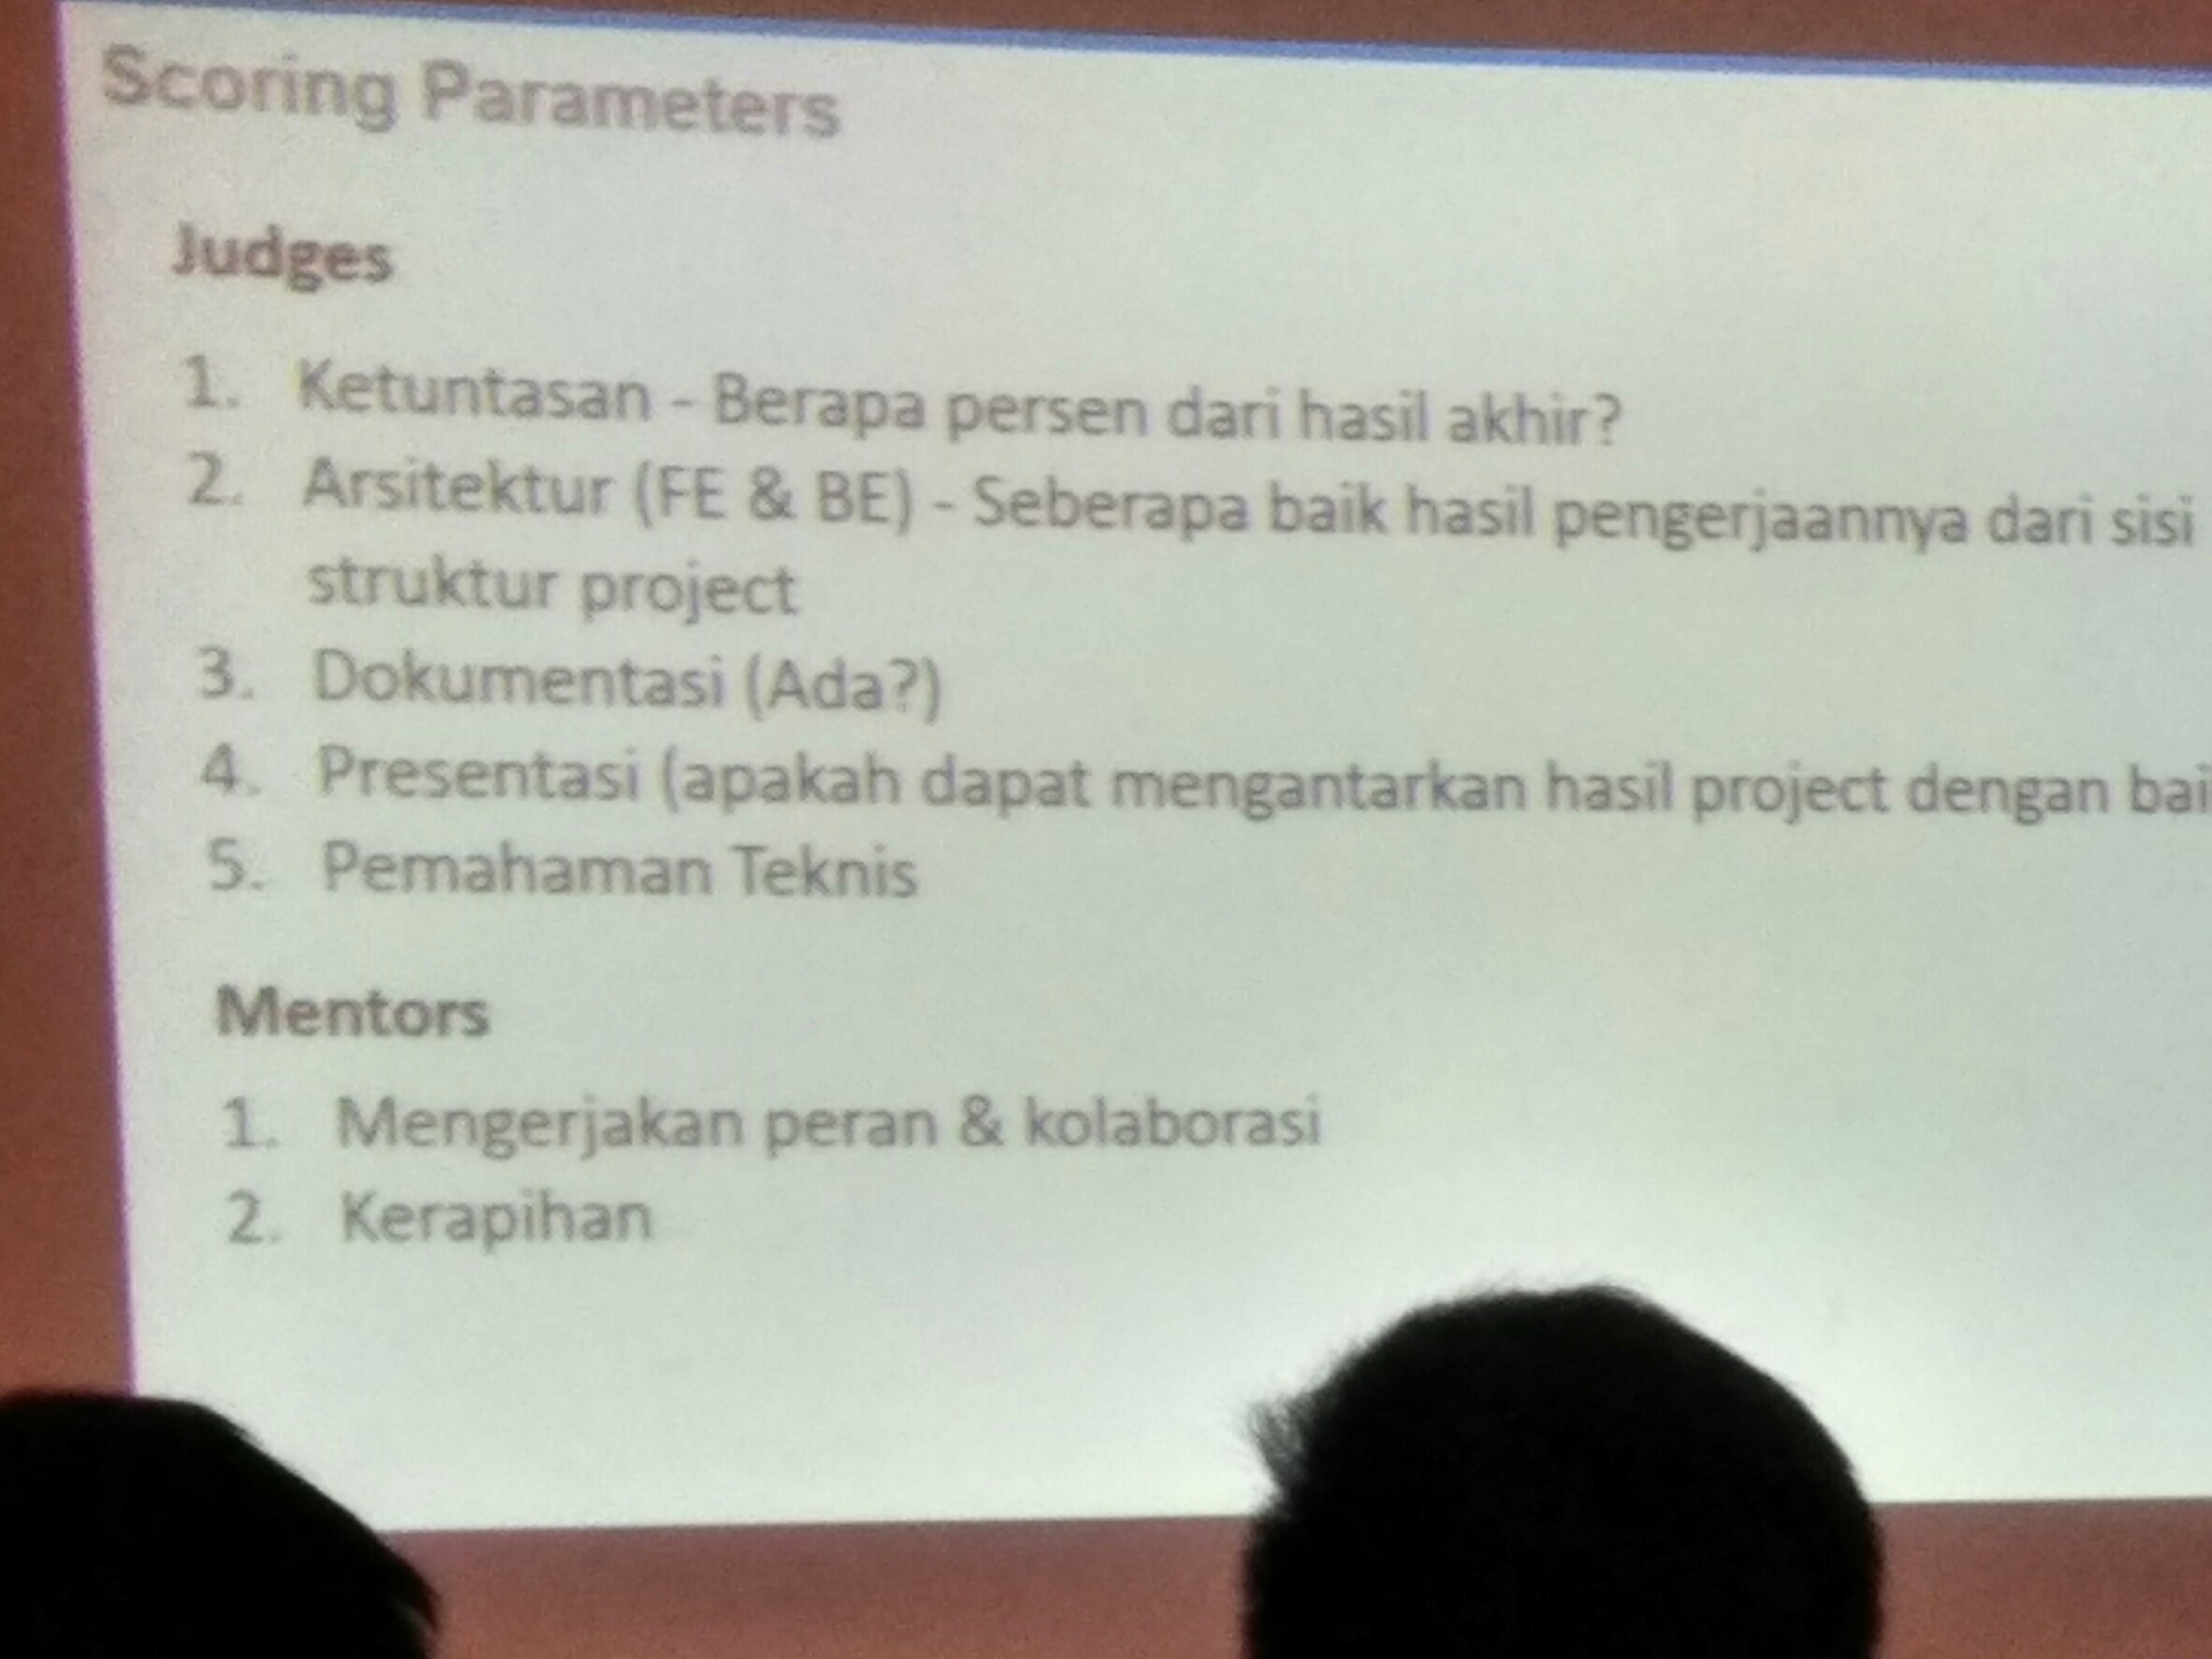 Scoring Parameters
Judges
1. Ketuntasan - Berapa persen dari hasil akhir?
2. Arsitektur (FE & BE) - Seberapa baik hasil pengerjaannya dari sisi
struktur project
3. Dokumentasi (Ada?)
4. Presentasi (apakah dapat mengantarkan hasil project dengan bai
5. Pemahaman Teknis
Mentors
1. Mengerjakan peran & kolaborasi
2. Kerapihan